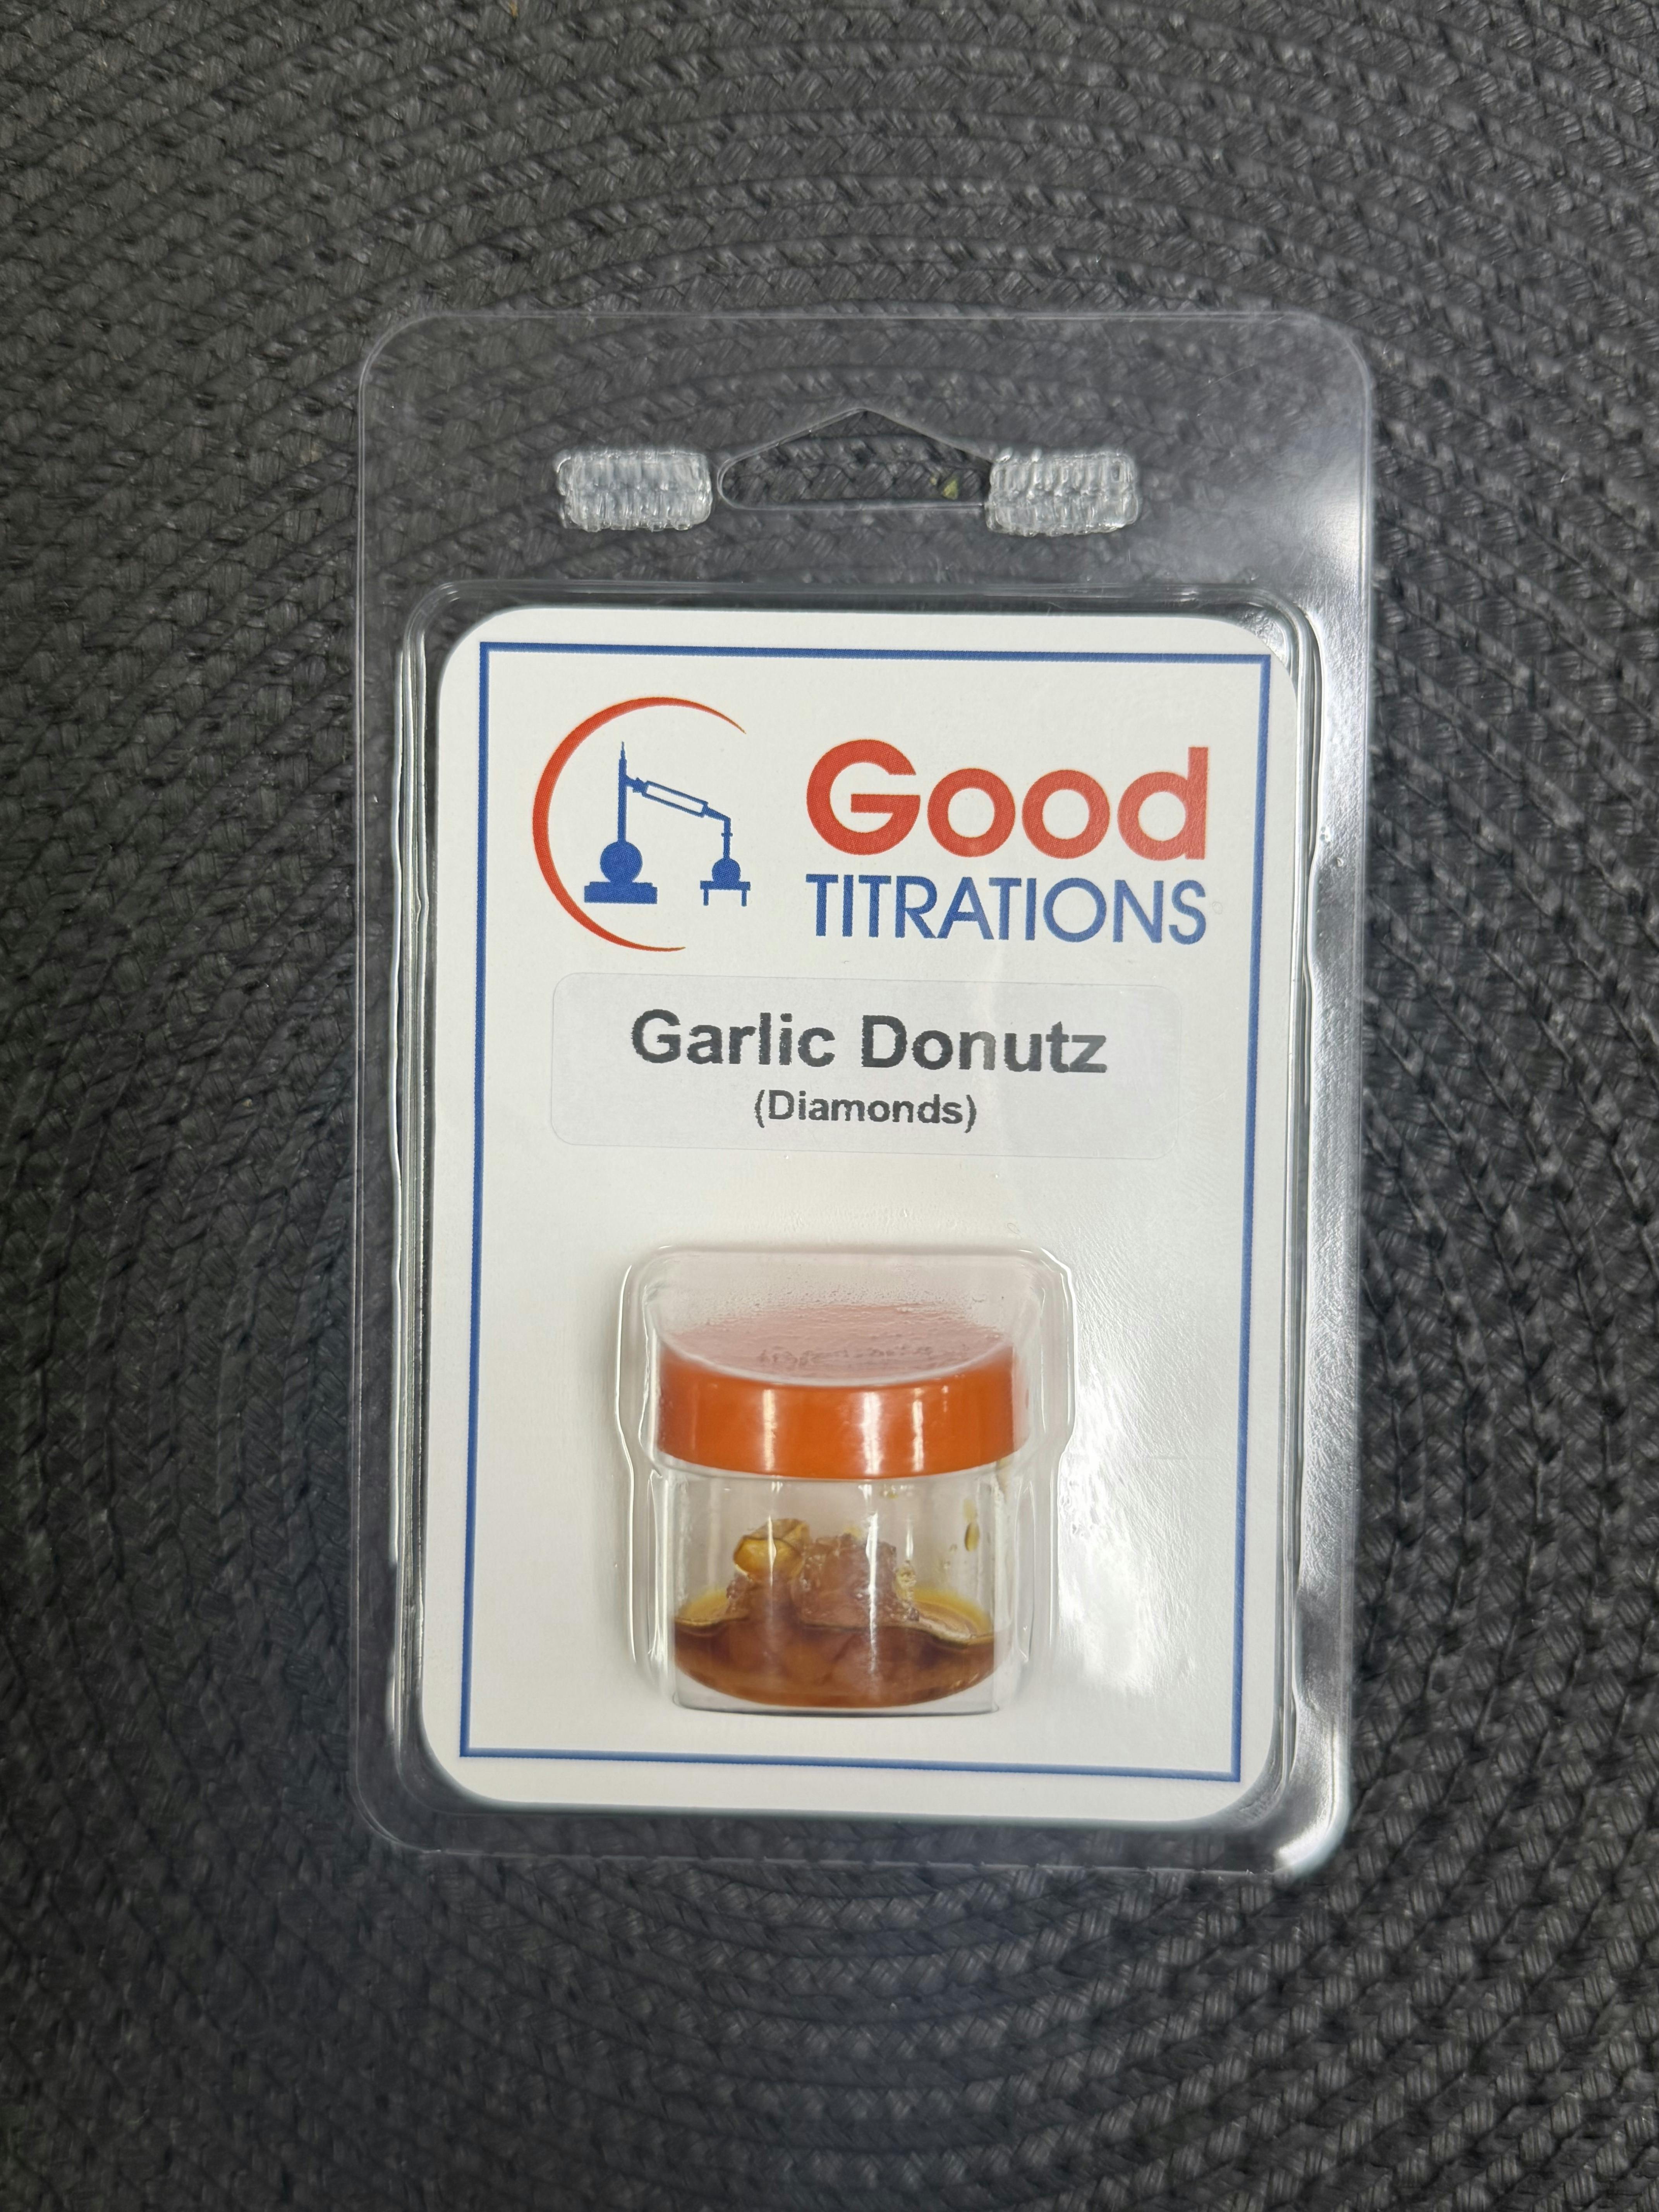 Good
TITRATIONS
Garlic Donutz
(Diamonds)